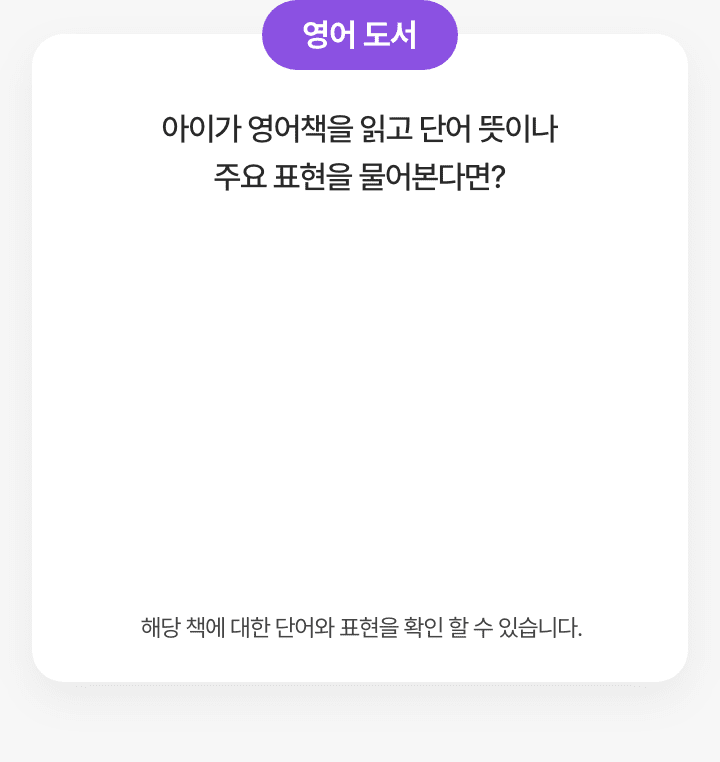 영어 도서
아이가 영어책을 읽고 단어 뜻이나
주요 표현을 물어본다면?
해당 책에 대한 단어와 표현을 확인 할 수 있습니다.